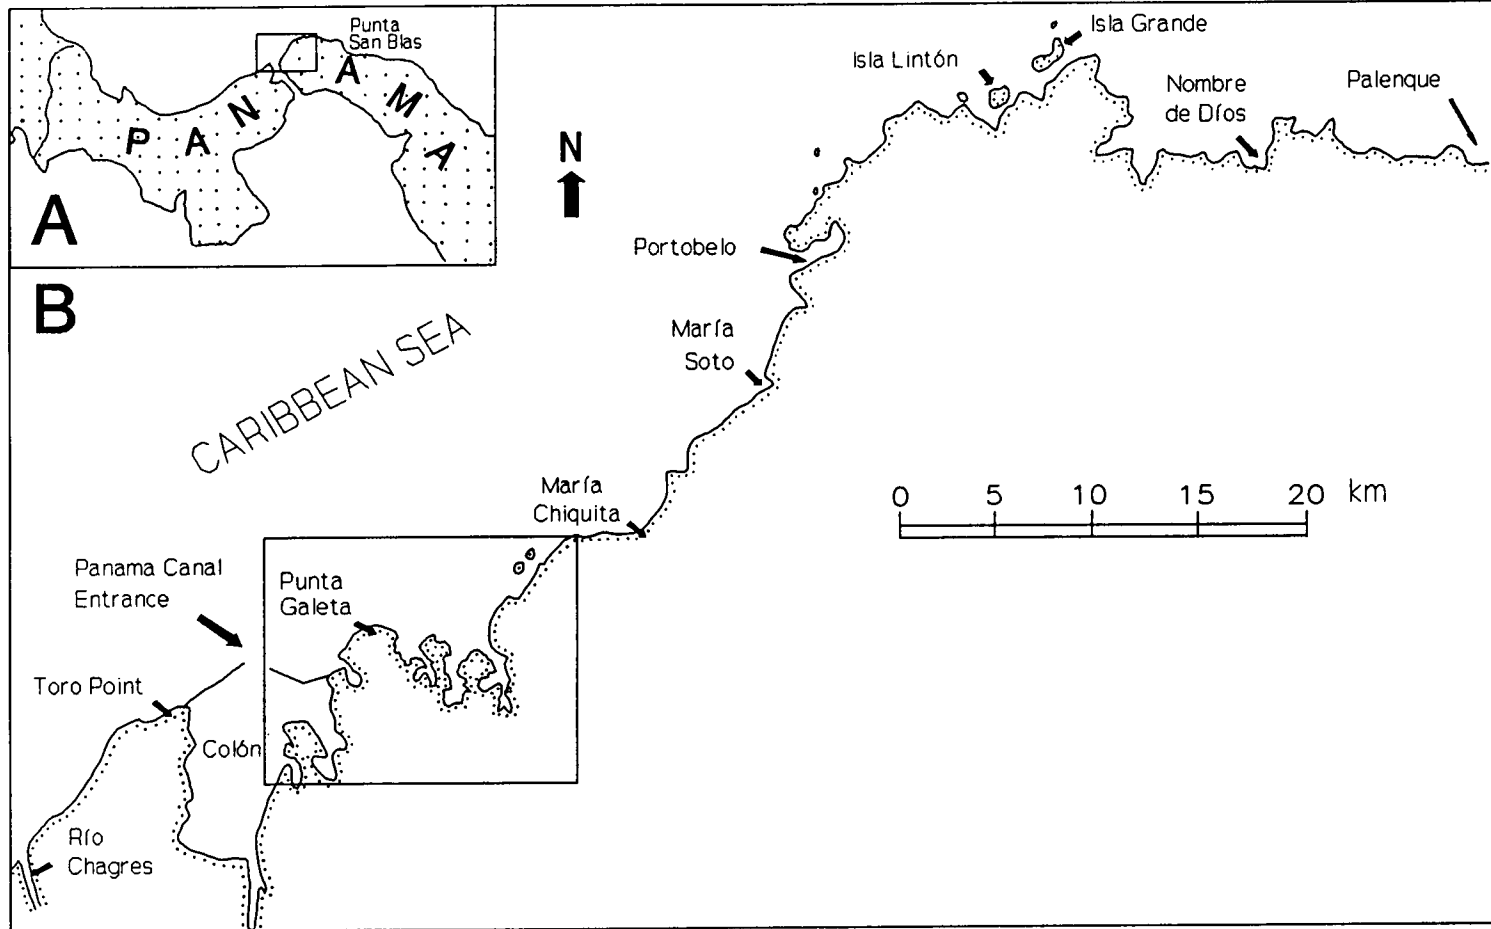 Punta
San Blas
PANAMA
A
B
N
Isla Grande
Isla Lintón
Nombre
de Díos
Palenque
Portobelo
María
Soto
CARIBBEAN SEA
0 5 10 15 20 km
María
Chiquita
Panama Canal
Entrance
Punta
Galeta
Toro Point
Colón
Río
Chagres